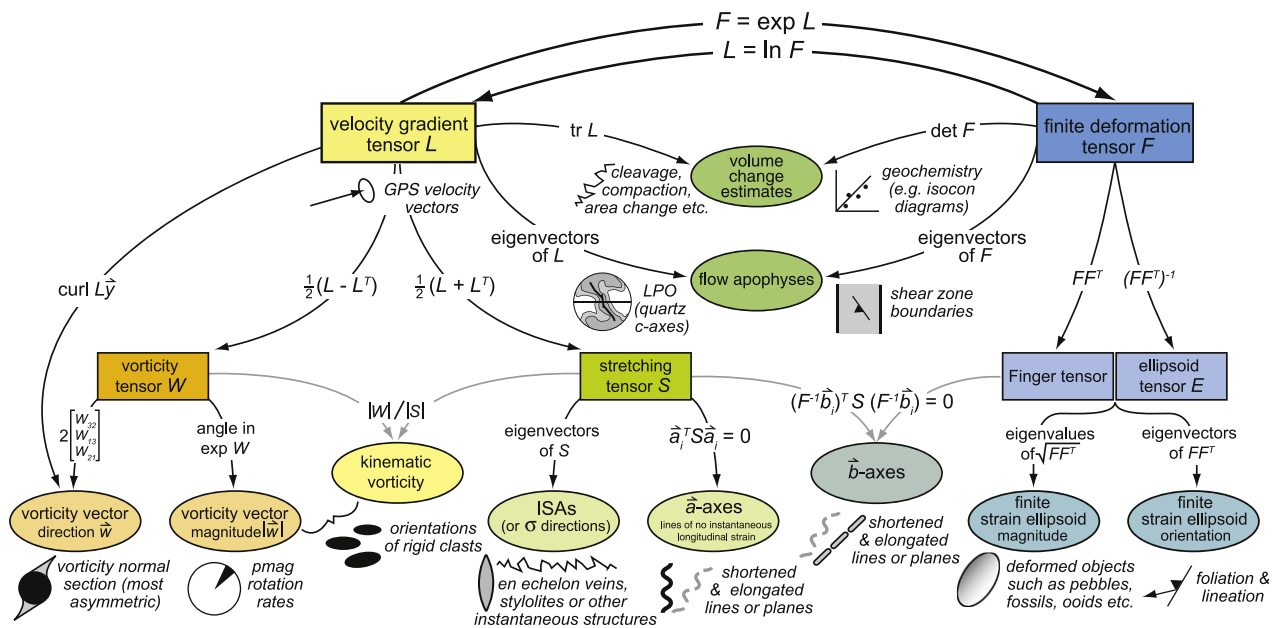 F = exp L
L = ln F
velocity gradient
tensor L
finite deformation
tensor F
tr L
det F
volume
change
estimates
cleavage,
compaction,
area change etc.
geochemistry
(e.g. isocon
diagrams)
GPS velocity
vectors
eigenvectors
of L
eigenvectors
of F
flow apophyses
LPO
(quartz
c-axes)
shear zone
boundaries
curl Ly⃗
½(L - Lᵀ)
½(L + Lᵀ)
FFᵀ
(FFᵀ)⁻¹
vorticity
tensor W
stretching
tensor S
Finger tensor
ellipsoid
tensor E
2[W₃₂
W₁₃
W₂₁]
angle in
exp W
|W|/|S|
eigenvectors
of S
a⃗ᵢᵀSa⃗ᵢ = 0
(F⁻¹b⃗ᵢ)ᵀ S (F⁻¹b⃗ᵢ) = 0
eigenvalues
of √FFᵀ
eigenvectors
of FFᵀ
kinematic
vorticity
b⃗-axes
vorticity vector
direction w⃗
vorticity vector
magnitude|w⃗|
ISAs
(or σ directions)
a⃗-axes
lines of no instantaneous
longitudinal strain
finite
strain ellipsoid
magnitude
finite
strain ellipsoid
orientation
orientations
of rigid clasts
shortened
& elongated
lines or planes
vorticity normal
section (most
asymmetric)
pmag
rotation
rates
en echelon veins,
stylolites or other
instantaneous structures
shortened
& elongated
lines or planes
deformed objects
such as pebbles,
fossils, ooids etc.
foliation &
lineation